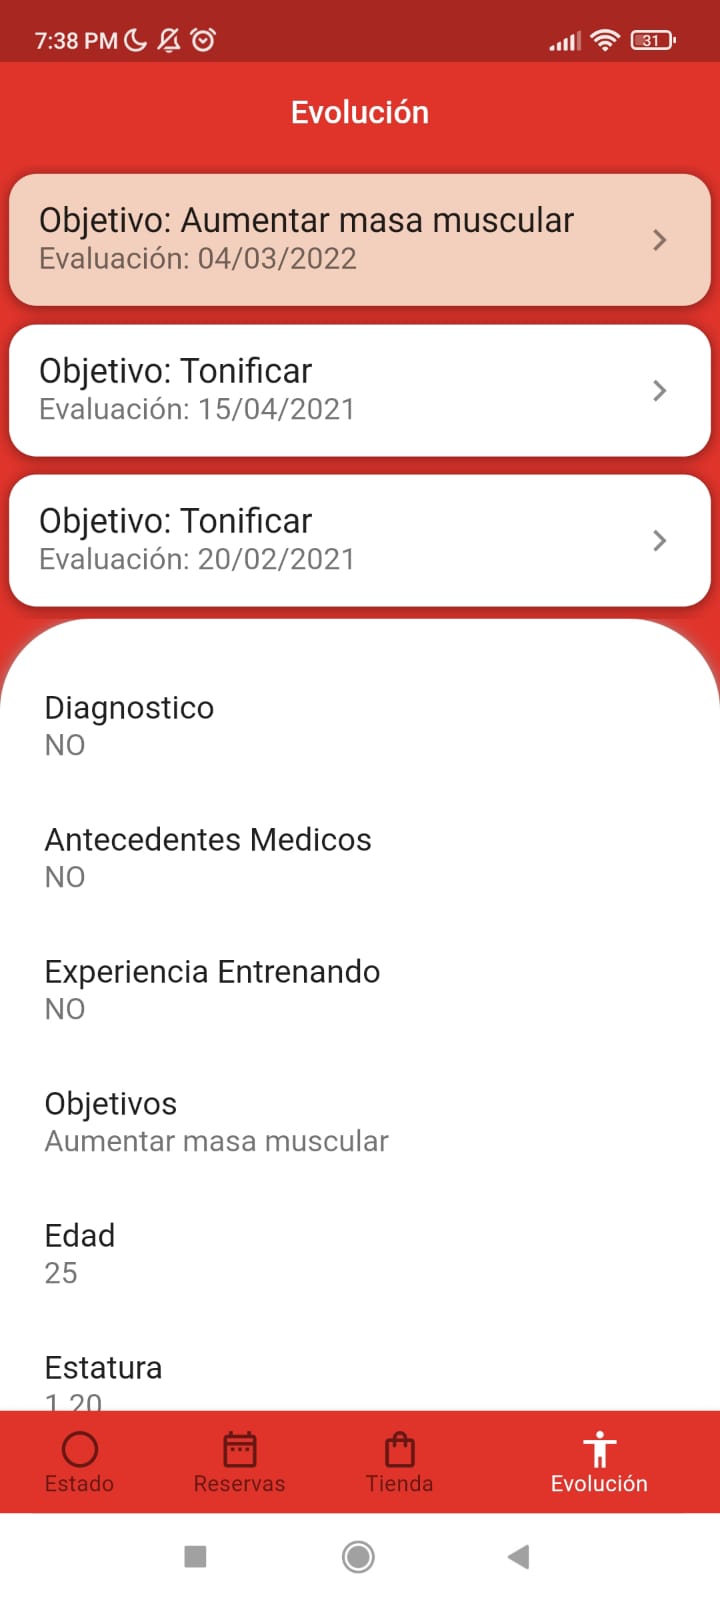 7:38 PM
31
Evolución
Objetivo: Aumentar masa muscular
Evaluación: 04/03/2022
Objetivo: Tonificar
Evaluación: 15/04/2021
Objetivo: Tonificar
Evaluación: 20/02/2021
Diagnostico
NO
Antecedentes Medicos
NO
Experiencia Entrenando
NO
Objetivos
Aumentar masa muscular
Edad
25
Estatura
1.20
Estado Reservas Tienda Evolución